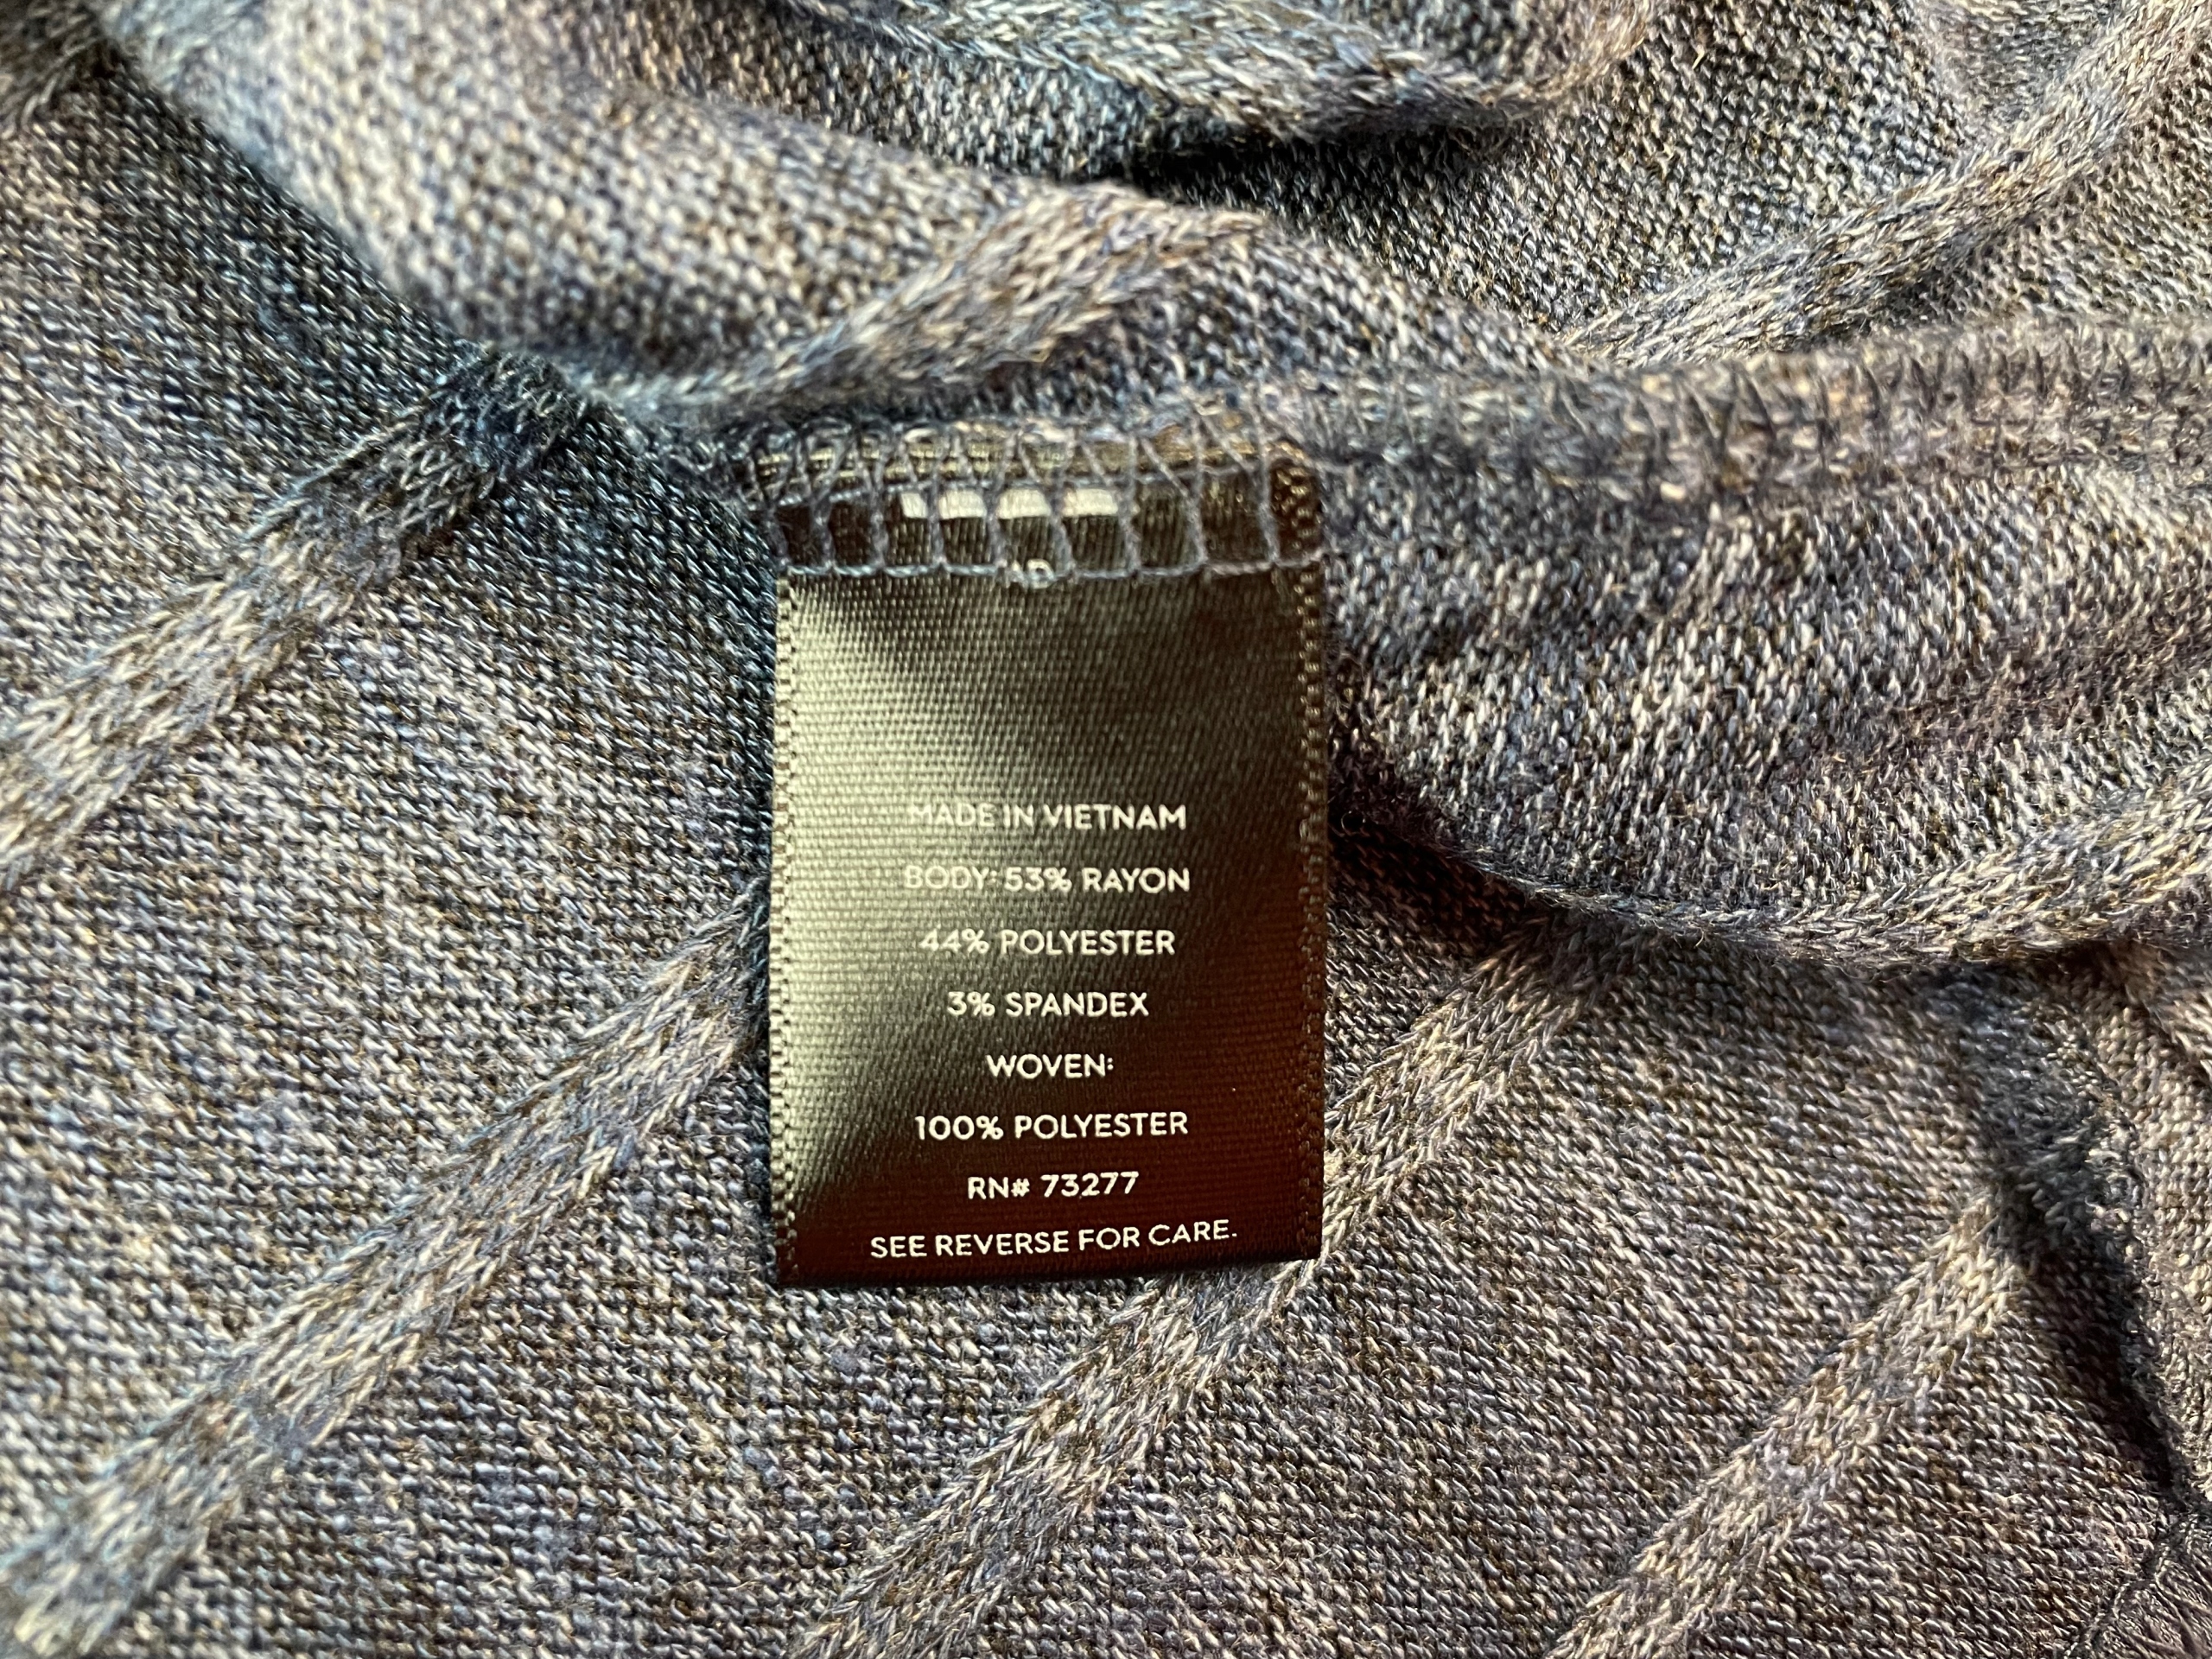 MADE IN VIETNAM
BODY: 53% RAYON
44% POLYESTER
3% SPANDEX
WOVEN:
100% POLYESTER
RN# 73277
SEE REVERSE FOR CARE.